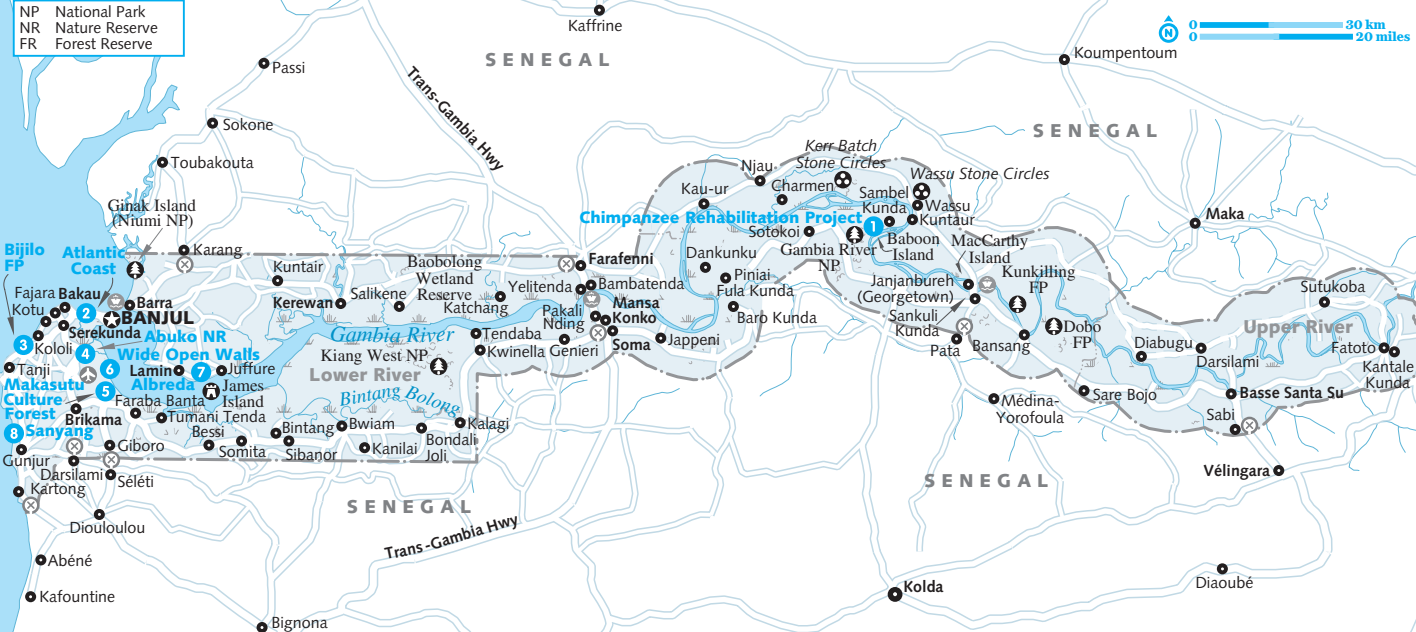 NP National Park
NR Nature Reserve
FR Forest Reserve
Kaffrine
N
0 30 km
0 20 miles
SENEGAL
Koumpentoum
Passi
Trans-Gambia Hwy
Sokone
SENEGAL
Toubakouta
Kerr Batch
Stone Circles
Njau
Wassu Stone Circles
Charmen
Sambel
Kunda
Kau-ur
Wassu
Kuntaur
Maka
Ginak Island
(Niumi NP)
Chimpanzee Rehabilitation Project
1
Sotokoi
Baboon
Island
MacCarthy
Island
Gambia River
NP
Bijilo
FP
Atlantic
Coast
Karang
Kuntair
Baobolong
Wetland
Reserve
Farafenni
Dankunku
Piniai
Fula Kunda
Janjanbureh
(Georgetown)
Kunkilling
FP
Fajara
Bakau
Kotu
2
Barra
BANJUL
Kerewan
Salikene
Katchang
Yelitenda
Bambatenda
Pakali
Nding
Mansa
Konko
Baro Kunda
Sankuli
Kunda
Sutukoba
Serekunda
Abuko NR
3
Kololi
4
Gambia River
Tendaba
Kwinella
Genieri
Soma
Jappeni
Pata
Bansang
Dobo
FP
Diabugu
Darsilami
Upper River
Fatoto
Kantale
Kunda
Wide Open Walls
Tanji
6
Lamin
7
Juffure
Kiang West NP
Lower River
Makasutu
Culture
Forest
5
Albreda
James
Island
Bintang Bolong
Faraba Banta
Brikama
Tumani Tenda
Médina-
Yorofoula
Sare Bojo
Basse Santa Su
Sabi
8
Sanyang
Bessi
Bintang
Bwiam
Kalagi
Gunjur
Giboro
Somita
Sibanor
Kanilai
Bondali
Joli
Darsilami
Séléti
Kartong
Vélingara
SENEGAL
SENEGAL
Diouloulou
Trans-Gambia Hwy
Abéné
Diaoubé
Kolda
Kafountine
Bignona